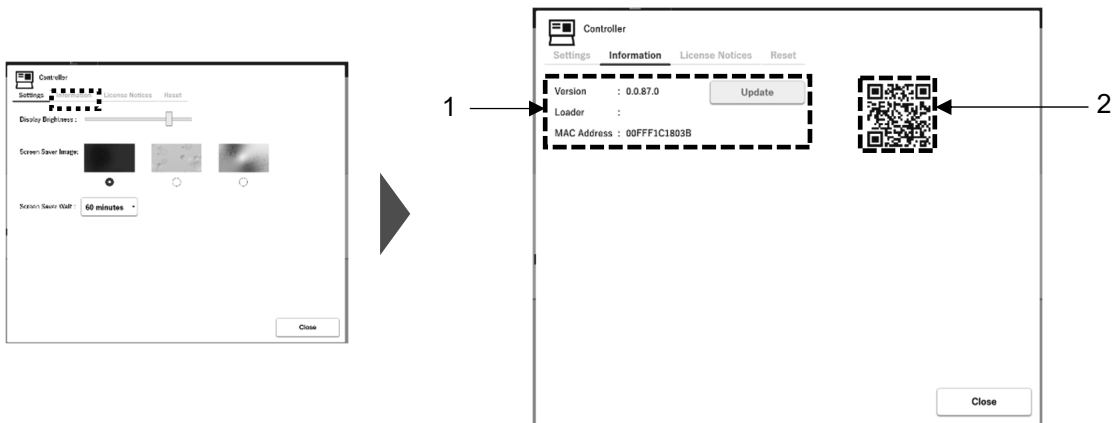 Controller
Settings Information License Notices Reset
Display Brightness :
Screen Saver Image:
Screen Saver Wait : 60 minutes
Close
1
Controller
Settings Information License Notices Reset
Version : 0.0.87.0 Update
Loader :
MAC Address : 00FFF1C1803B
2
Close